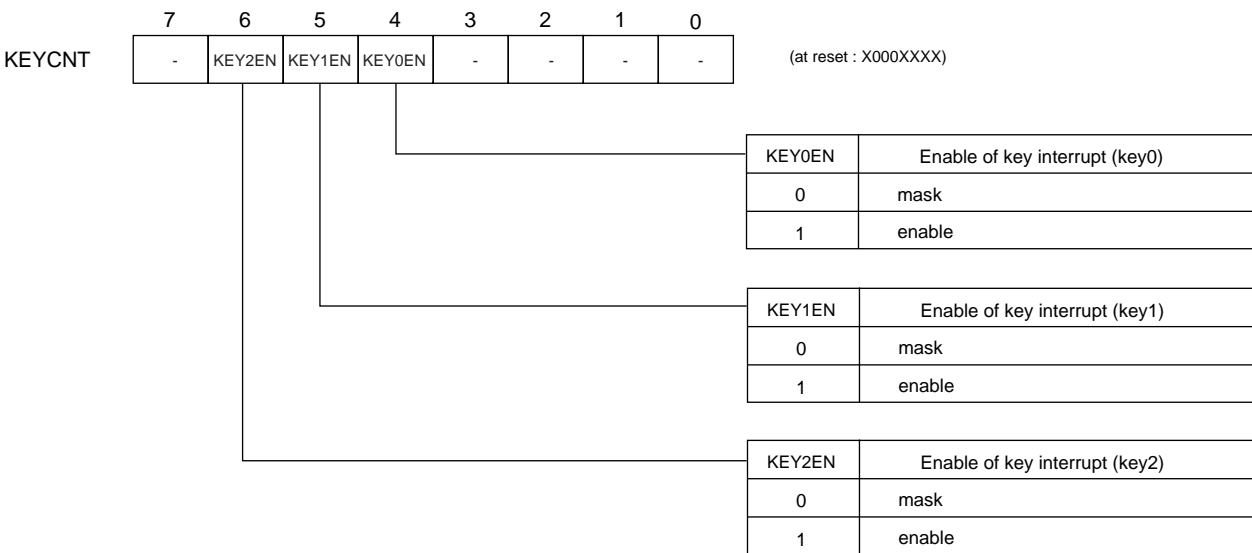 7 6 5 4 3 2 1 0
KEYCNT - KEY2EN KEY1EN KEY0EN - - - - (at reset : X000XXXX)
KEY0EN Enable of key interrupt (key0)
0 mask
1 enable
KEY1EN Enable of key interrupt (key1)
0 mask
1 enable
KEY2EN Enable of key interrupt (key2)
0 mask
1 enable